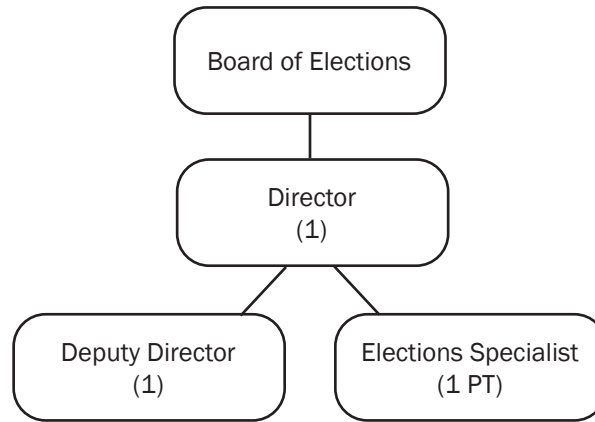 Board of Elections
Director
(1)
Deputy Director
(1)
Elections Specialist
(1 PT)